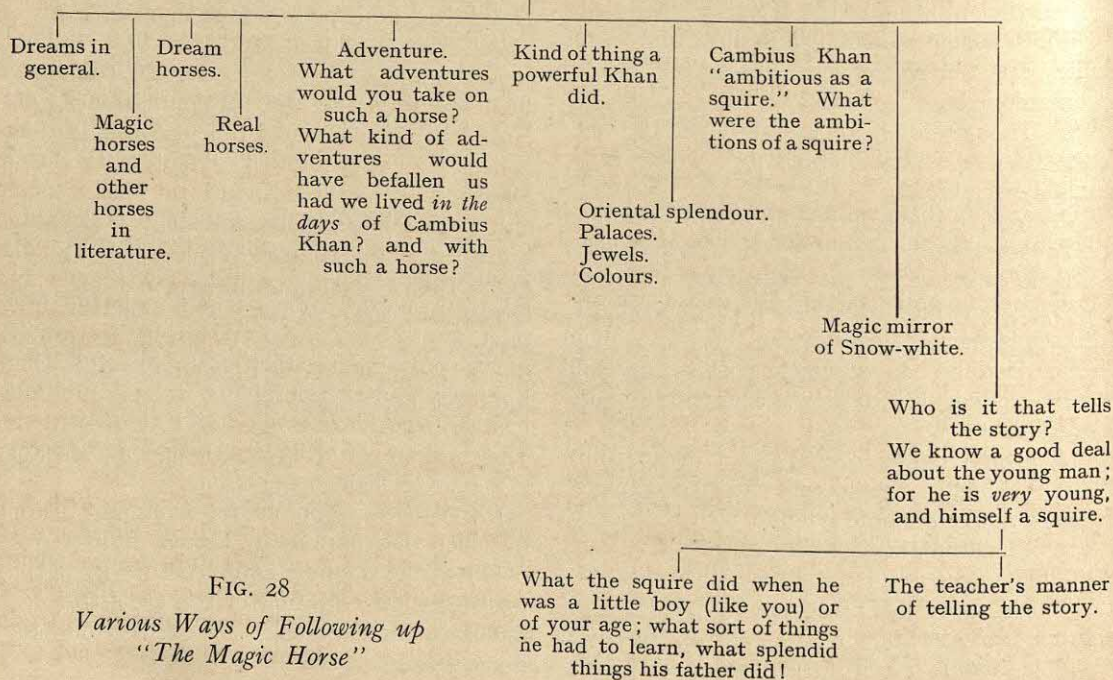 Dreams in
general.
Magic
horses
and
other
horses
in
literature.
Dream
horses.
Real
horses.
Adventure.
What adventures
would you take on
such a horse?
What kind of ad-
ventures would
have befallen us
had we lived in the
days of Cambius
Khan? and with
such a horse?
Kind of thing a
powerful Khan
did.
Oriental splendour.
Palaces.
Jewels.
Colours.
Cambius Khan
"ambitious as a
squire." What
were the ambi-
tions of a squire?
Magic mirror
of Snow-white.
Who is it that tells
the story?
We know a good deal
about the young man;
for he is very young,
and himself a squire.
What the squire did when he
was a little boy (like you) or
of your age; what sort of things
he had to learn, what splendid
things his father did!
The teacher's manner
of telling the story.
FIG. 28
Various Ways of Following up
"The Magic Horse"